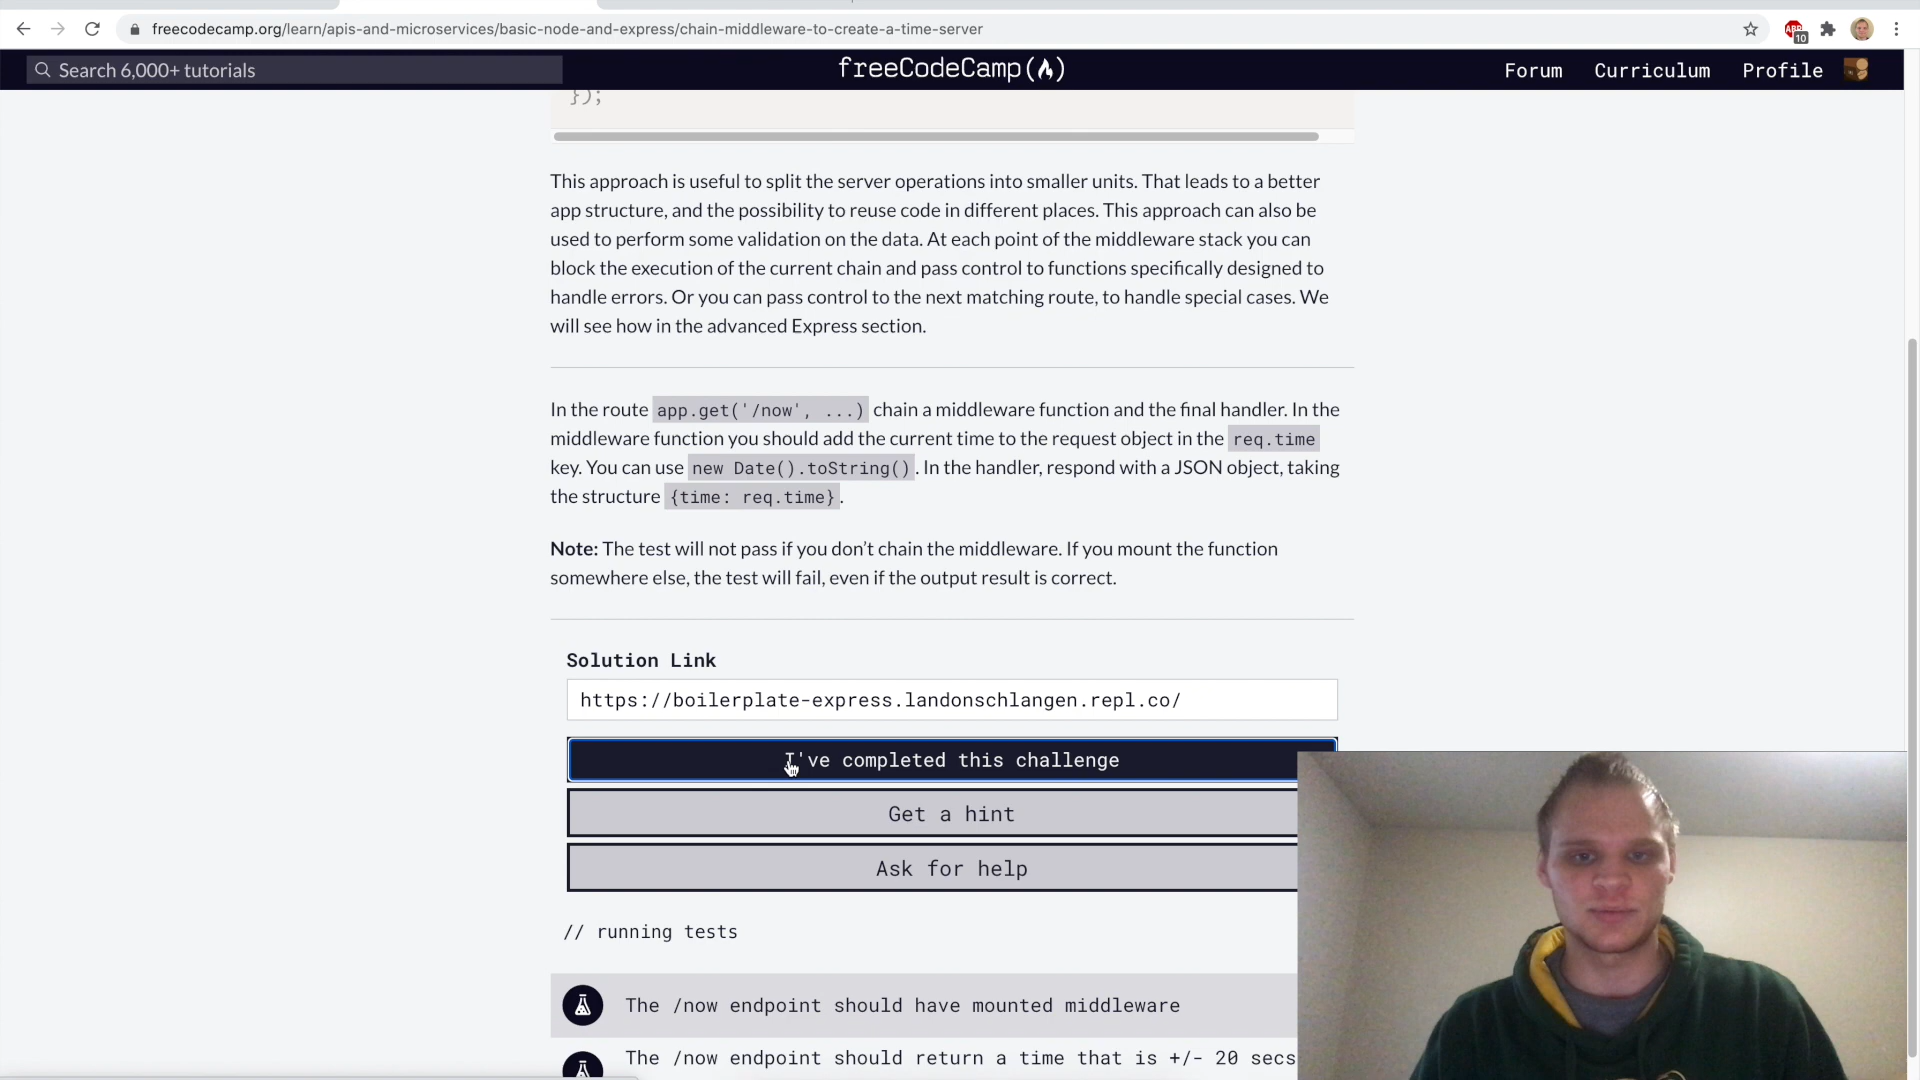 freecodecamp.org/learn/apis-and-microservices/basic-node-and-express/chain-middleware-to-create-a-time-server
ABP
10
Search 6,000+ tutorials
freeCodeCamp
Forum
Curriculum
Profile
});
This approach is useful to split the server operations into smaller units. That leads to a better
app structure, and the possibility to reuse code in different places. This approach can also be
used to perform some validation on the data. At each point of the middleware stack you can
block the execution of the current chain and pass control to functions specifically designed to
handle errors. Or you can pass control to the next matching route, to handle special cases. We
will see how in the advanced Express section.
In the route app.get('/now', ...) chain a middleware function and the final handler. In the
middleware function you should add the current time to the request object in the req.time
key. You can use new Date().toString(). In the handler, respond with a JSON object, taking
the structure {time: req.time}.
Note: The test will not pass if you don’t chain the middleware. If you mount the function
somewhere else, the test will fail, even if the output result is correct.
Solution Link
https://boilerplate-express.landonschlangen.repl.co/
I've completed this challenge
Get a hint
Ask for help
// running tests
The /now endpoint should have mounted middleware
The /now endpoint should return a time that is +/- 20 secs